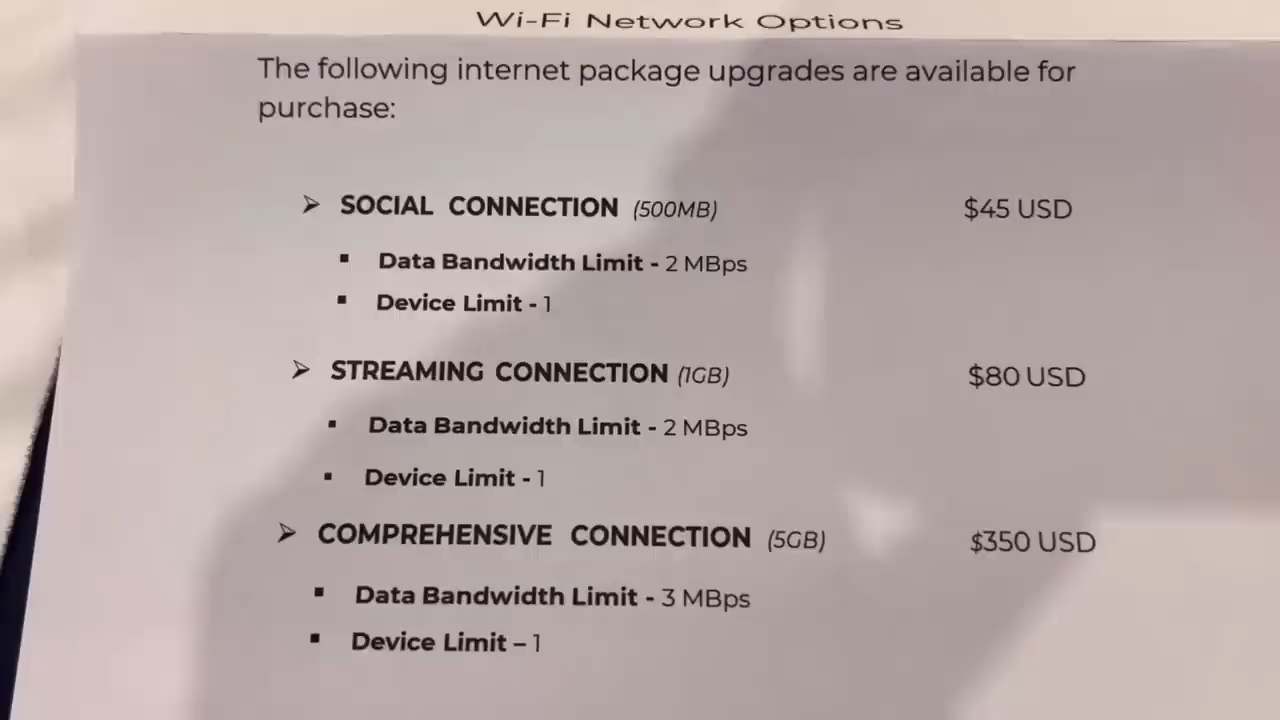 Wi-Fi Network Options
The following internet package upgrades are available for
purchase:
➢ SOCIAL CONNECTION (500MB) $45 USD
▪ Data Bandwidth Limit - 2 MBps
▪ Device Limit - 1
➢ STREAMING CONNECTION (1GB) $80 USD
▪ Data Bandwidth Limit - 2 MBps
▪ Device Limit - 1
➢ COMPREHENSIVE CONNECTION (5GB) $350 USD
▪ Data Bandwidth Limit - 3 MBps
▪ Device Limit – 1